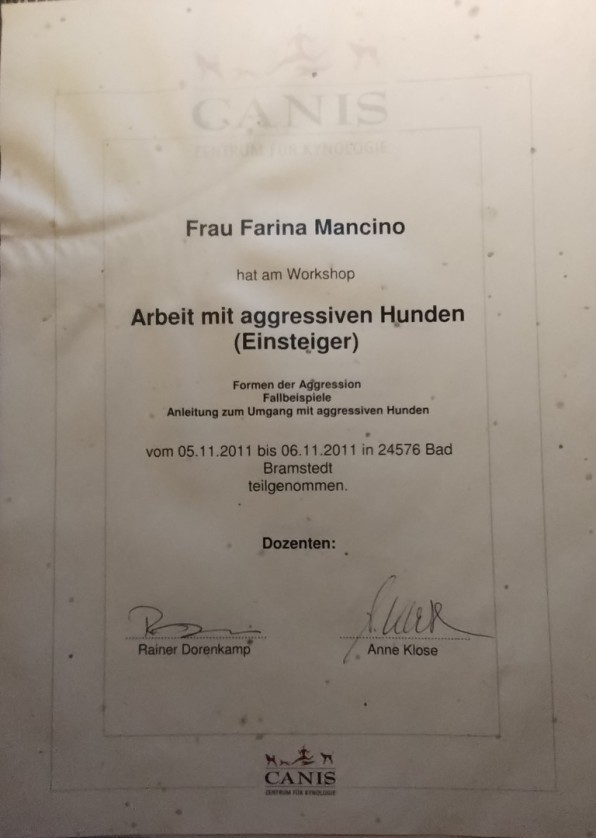 CANIS
ZENTRUM FÜR KYNOLOGIE
Frau Farina Mancino
hat am Workshop
Arbeit mit aggressiven Hunden
(Einsteiger)
Formen der Aggression
Fallbeispiele
Anleitung zum Umgang mit aggressiven Hunden
vom 05.11.2011 bis 06.11.2011 in 24576 Bad
Bramstedt
teilgenommen.
Dozenten:
Rainer Dorenkamp
Anne Klose
CANIS
ZENTRUM FÜR KYNOLOGIE